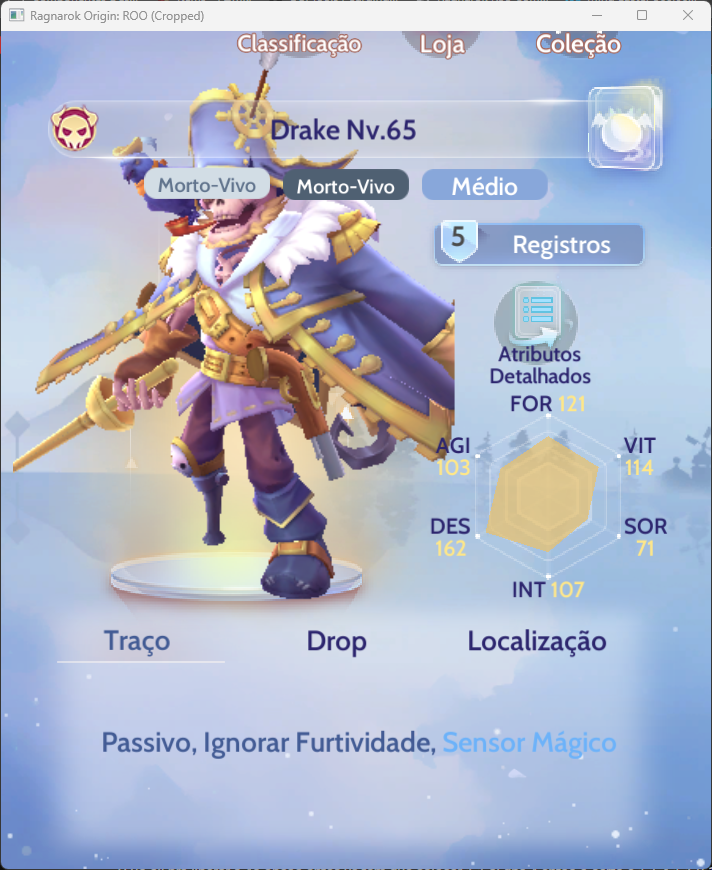 Ragnarok Origin: ROO (Cropped)
Classificação
Loja
Coleção
Drake Nv.65
Morto-Vivo
Morto-Vivo
Médio
5
Registros
Atributos
Detalhados
FOR 121
AGI
103
VIT
114
DES
162
SOR
71
INT 107
Traço
Drop
Localização
Passivo, Ignorar Furtividade, Sensor Mágico